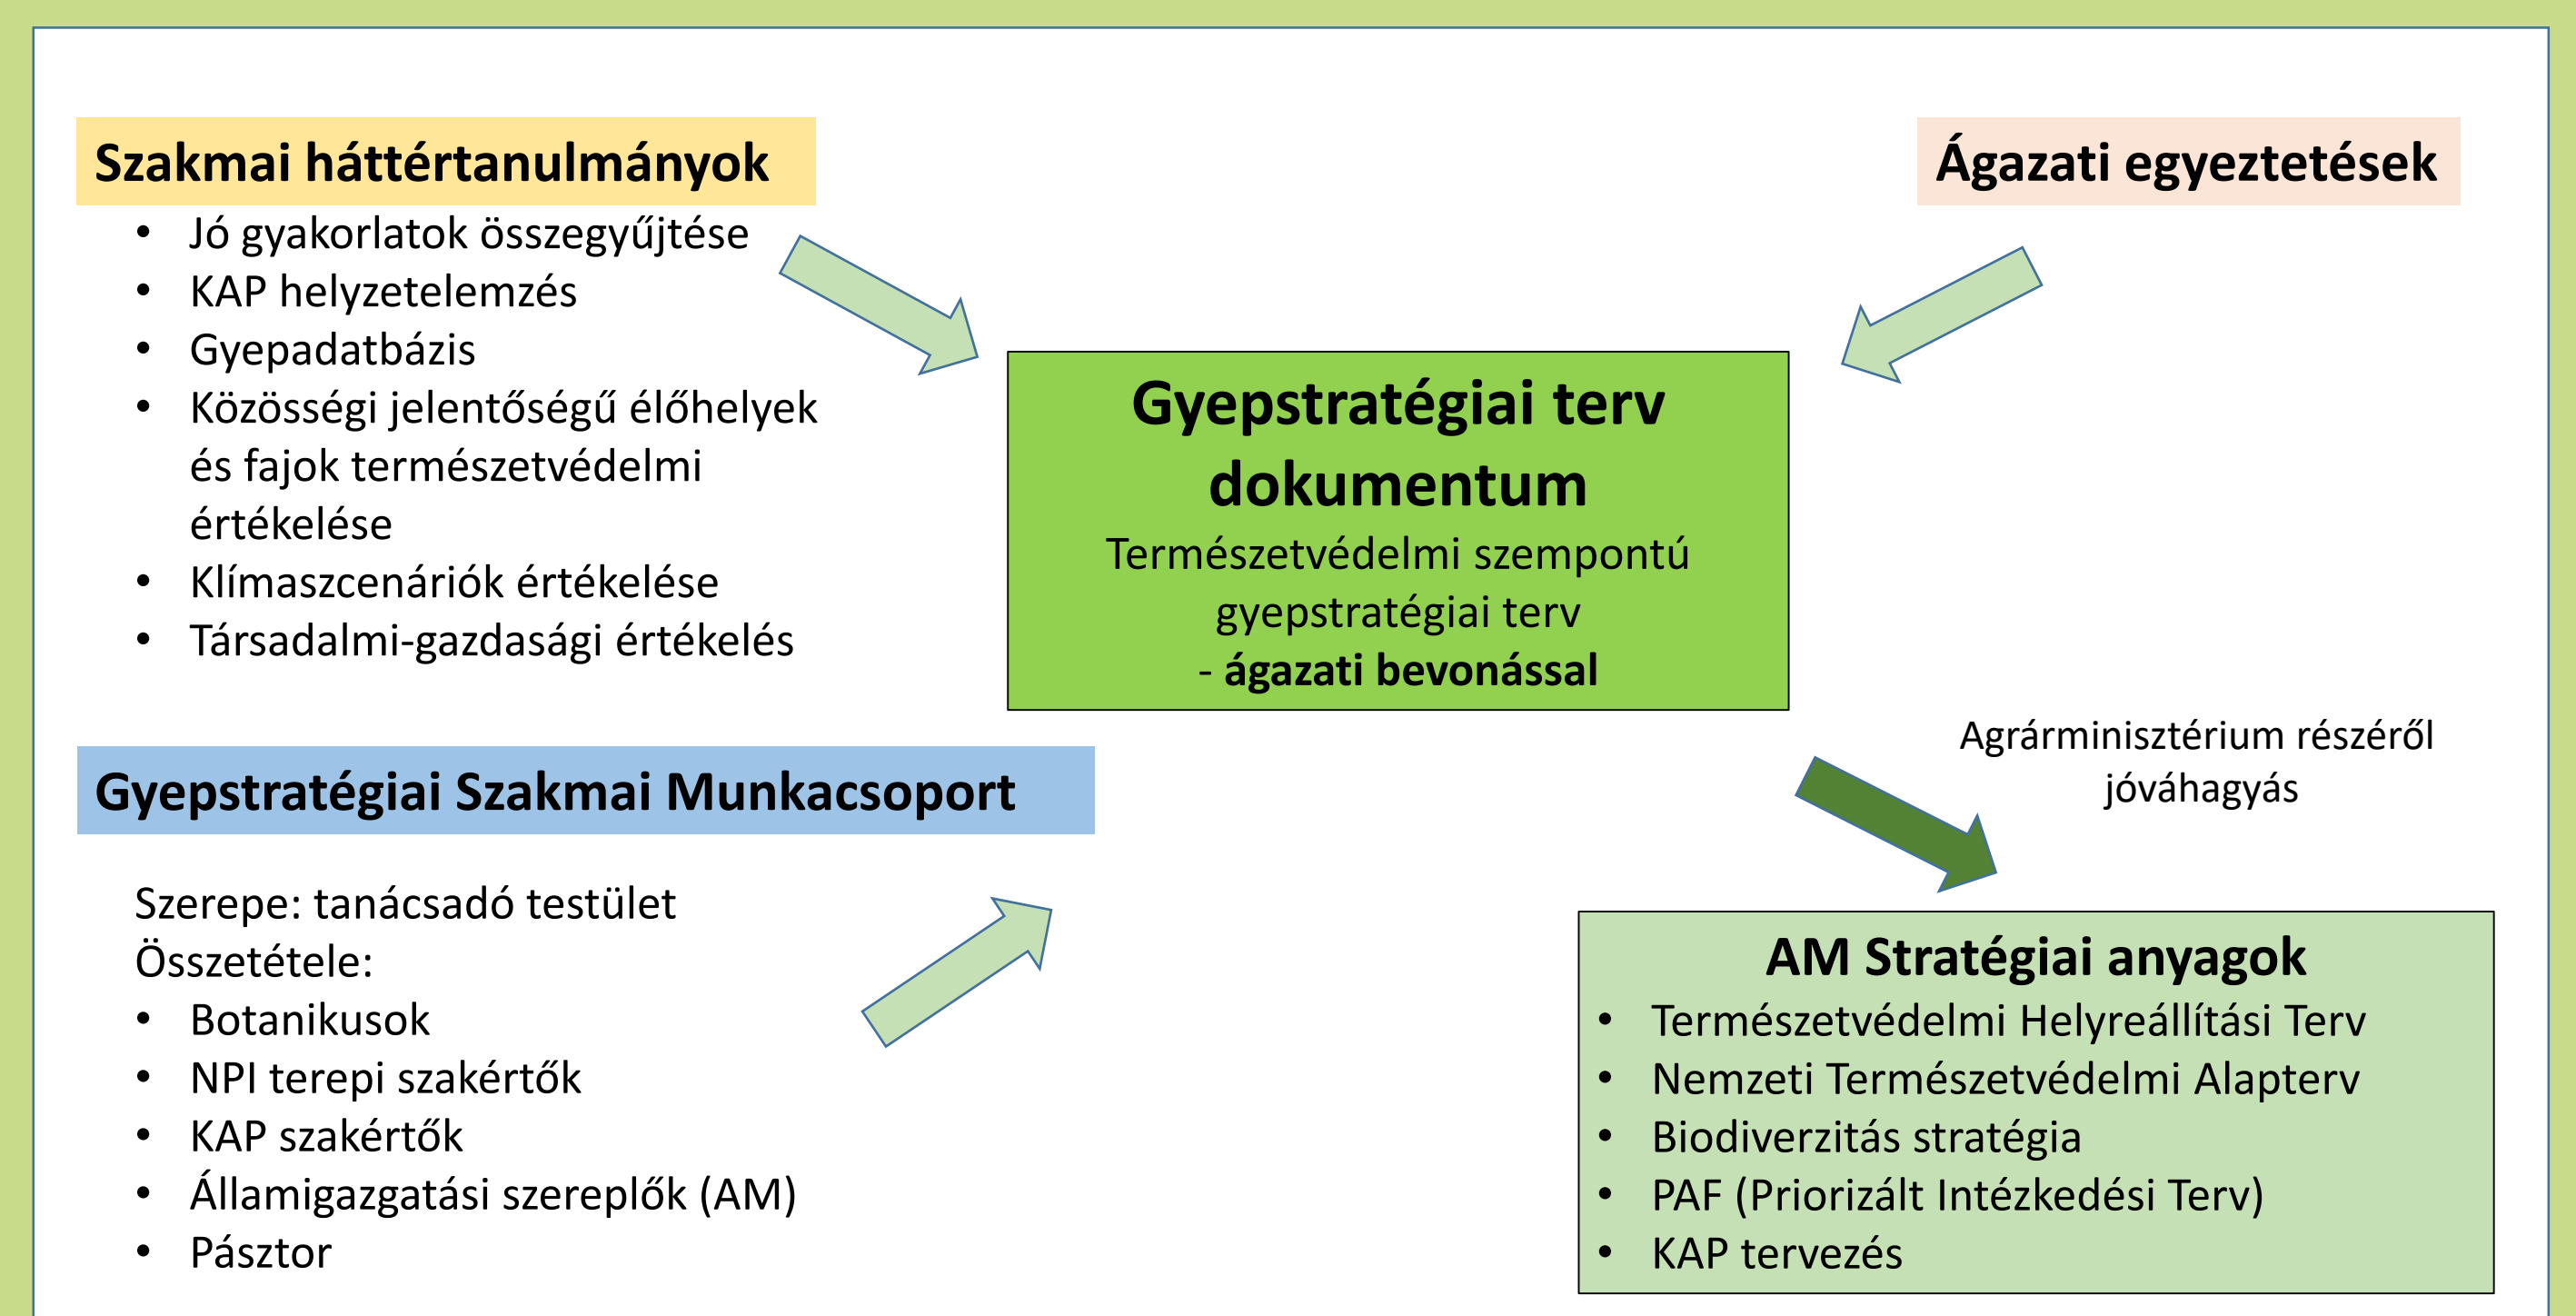 Szakmai háttértanulmányok
• Jó gyakorlatok összegyűjtése
• KAP helyzetelemzés
• Gyepadatbázis
• Közösségi jelentőségű élőhelyek
és fajok természetvédelmi
értékelése
• Klímaszcenáriók értékelése
• Társadalmi-gazdasági értékelés
Ágazati egyeztetések
Gyepstratégiai terv
dokumentum
Természetvédelmi szempontú
gyepstratégiai terv
- ágazati bevonással
Gyepstratégiai Szakmai Munkacsoport
Szerepe: tanácsadó testület
Összetétele:
• Botanikusok
• NPI terepi szakértők
• KAP szakértők
• Államigazgatási szereplők (AM)
• Pásztor
Agrárminisztérium részéről
jóváhagyás
AM Stratégiai anyagok
• Természetvédelmi Helyreállítási Terv
• Nemzeti Természetvédelmi Alapterv
• Biodiverzitás stratégia
• PAF (Priorizált Intézkedési Terv)
• KAP tervezés